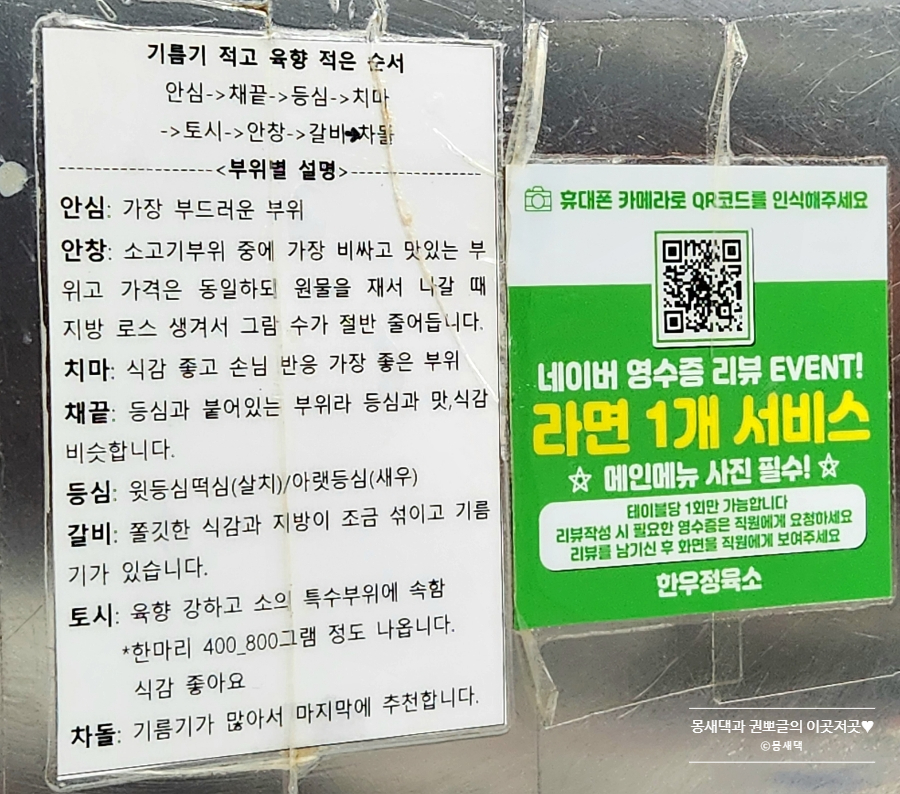 기름기 적고 육향 적은 순서
안심->채끝->등심->치마
->토시->안창->갈비->차돌
<부위별 설명>
안심: 가장 부드러운 부위
안창: 소고기부위 중에 가장 비싸고 맛있는 부
위고 가격은 동일하되 원물을 재서 나갈 때
지방 로스 생겨서 그람 수가 절반 줄어듭니다.
치마: 식감 좋고 손님 반응 가장 좋은 부위
채끝: 등심과 붙어있는 부위라 등심과 맛,식감
비슷합니다.
등심: 윗등심떡심(살치)/아랫등심(새우)
갈비: 쫄깃한 식감과 지방이 조금 섞이고 기름
기가 있습니다.
토시: 육향 강하고 소의 특수부위에 속함
*한마리 400_800그램 정도 나옵니다.
식감 좋아요
차돌: 기름기가 많아서 마지막에 추천합니다.
휴대폰 카메라로 QR코드를 인식해주세요
네이버 영수증 리뷰 EVENT!
라면 1개 서비스
☆ 메인메뉴 사진 필수! ☆
테이블당 1회만 가능합니다
리뷰작성 시 필요한 영수증은 직원에게 요청하세요
리뷰를 남기신 후 화면을 직원에게 보여주세요
한우정육소
몽새댁과 권뽀글의 이곳저곳♥
©몽새댁